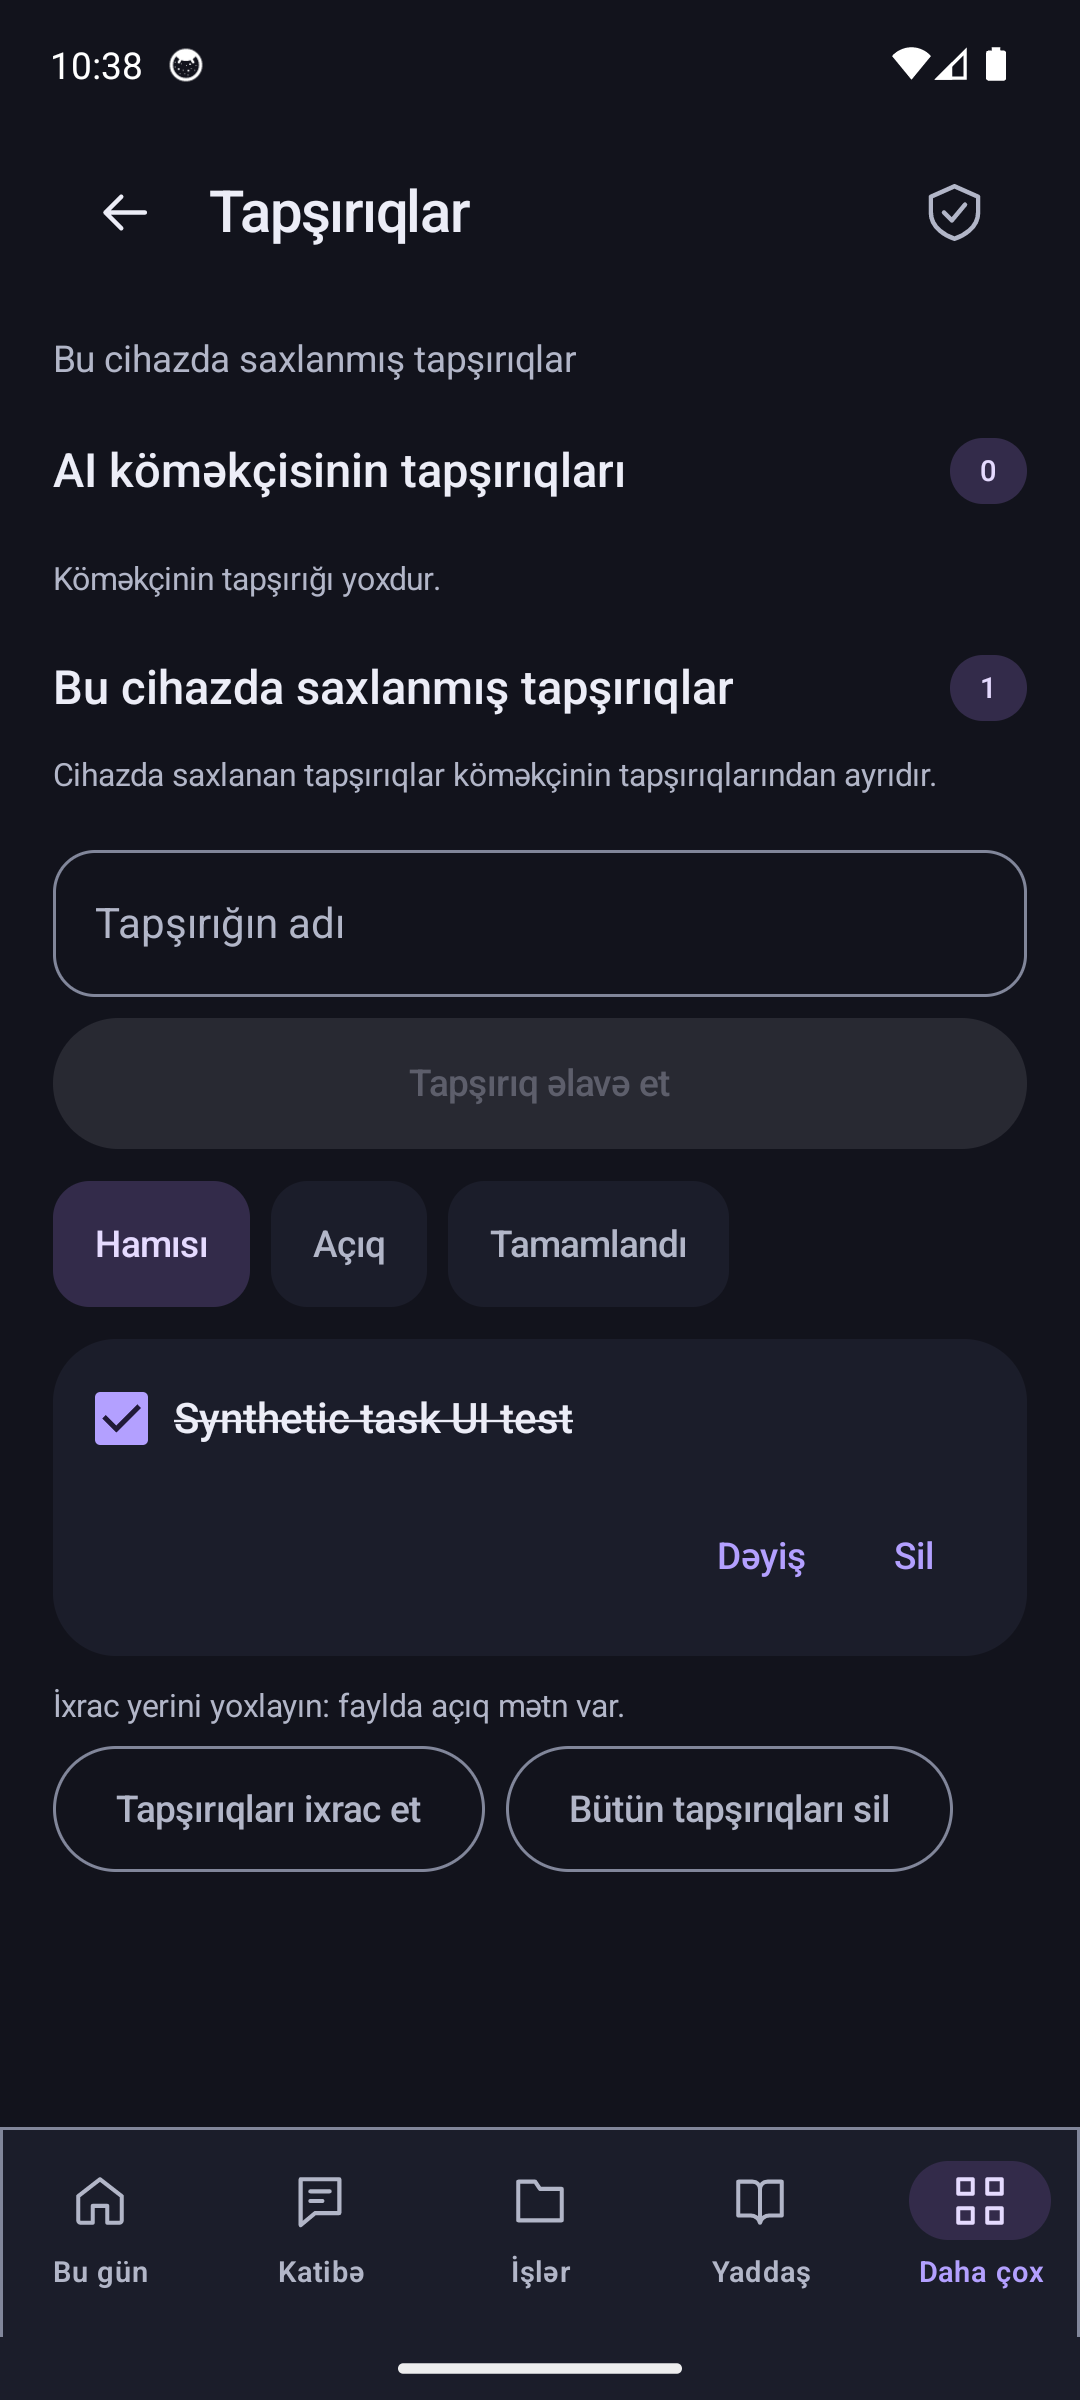 10:38
Tapşırıqlar
Bu cihazda saxlanmış tapşırıqlar
AI köməkçisinin tapşırıqları
0
Köməkçinin tapşırığı yoxdur.
Bu cihazda saxlanmış tapşırıqlar
1
Cihazda saxlanan tapşırıqlar köməkçinin tapşırıqlarından ayrıdır.
Tapşırığın adı
Tapşırıq əlavə et
Hamısı
Açıq
Tamamlandı
Synthetic task UI test
Dəyiş
Sil
İxrac yerini yoxlayın: faylda açıq mətn var.
Tapşırıqları ixrac et
Bütün tapşırıqları sil
Bu gün
Katibə
İşlər
Yaddaş
Daha çox